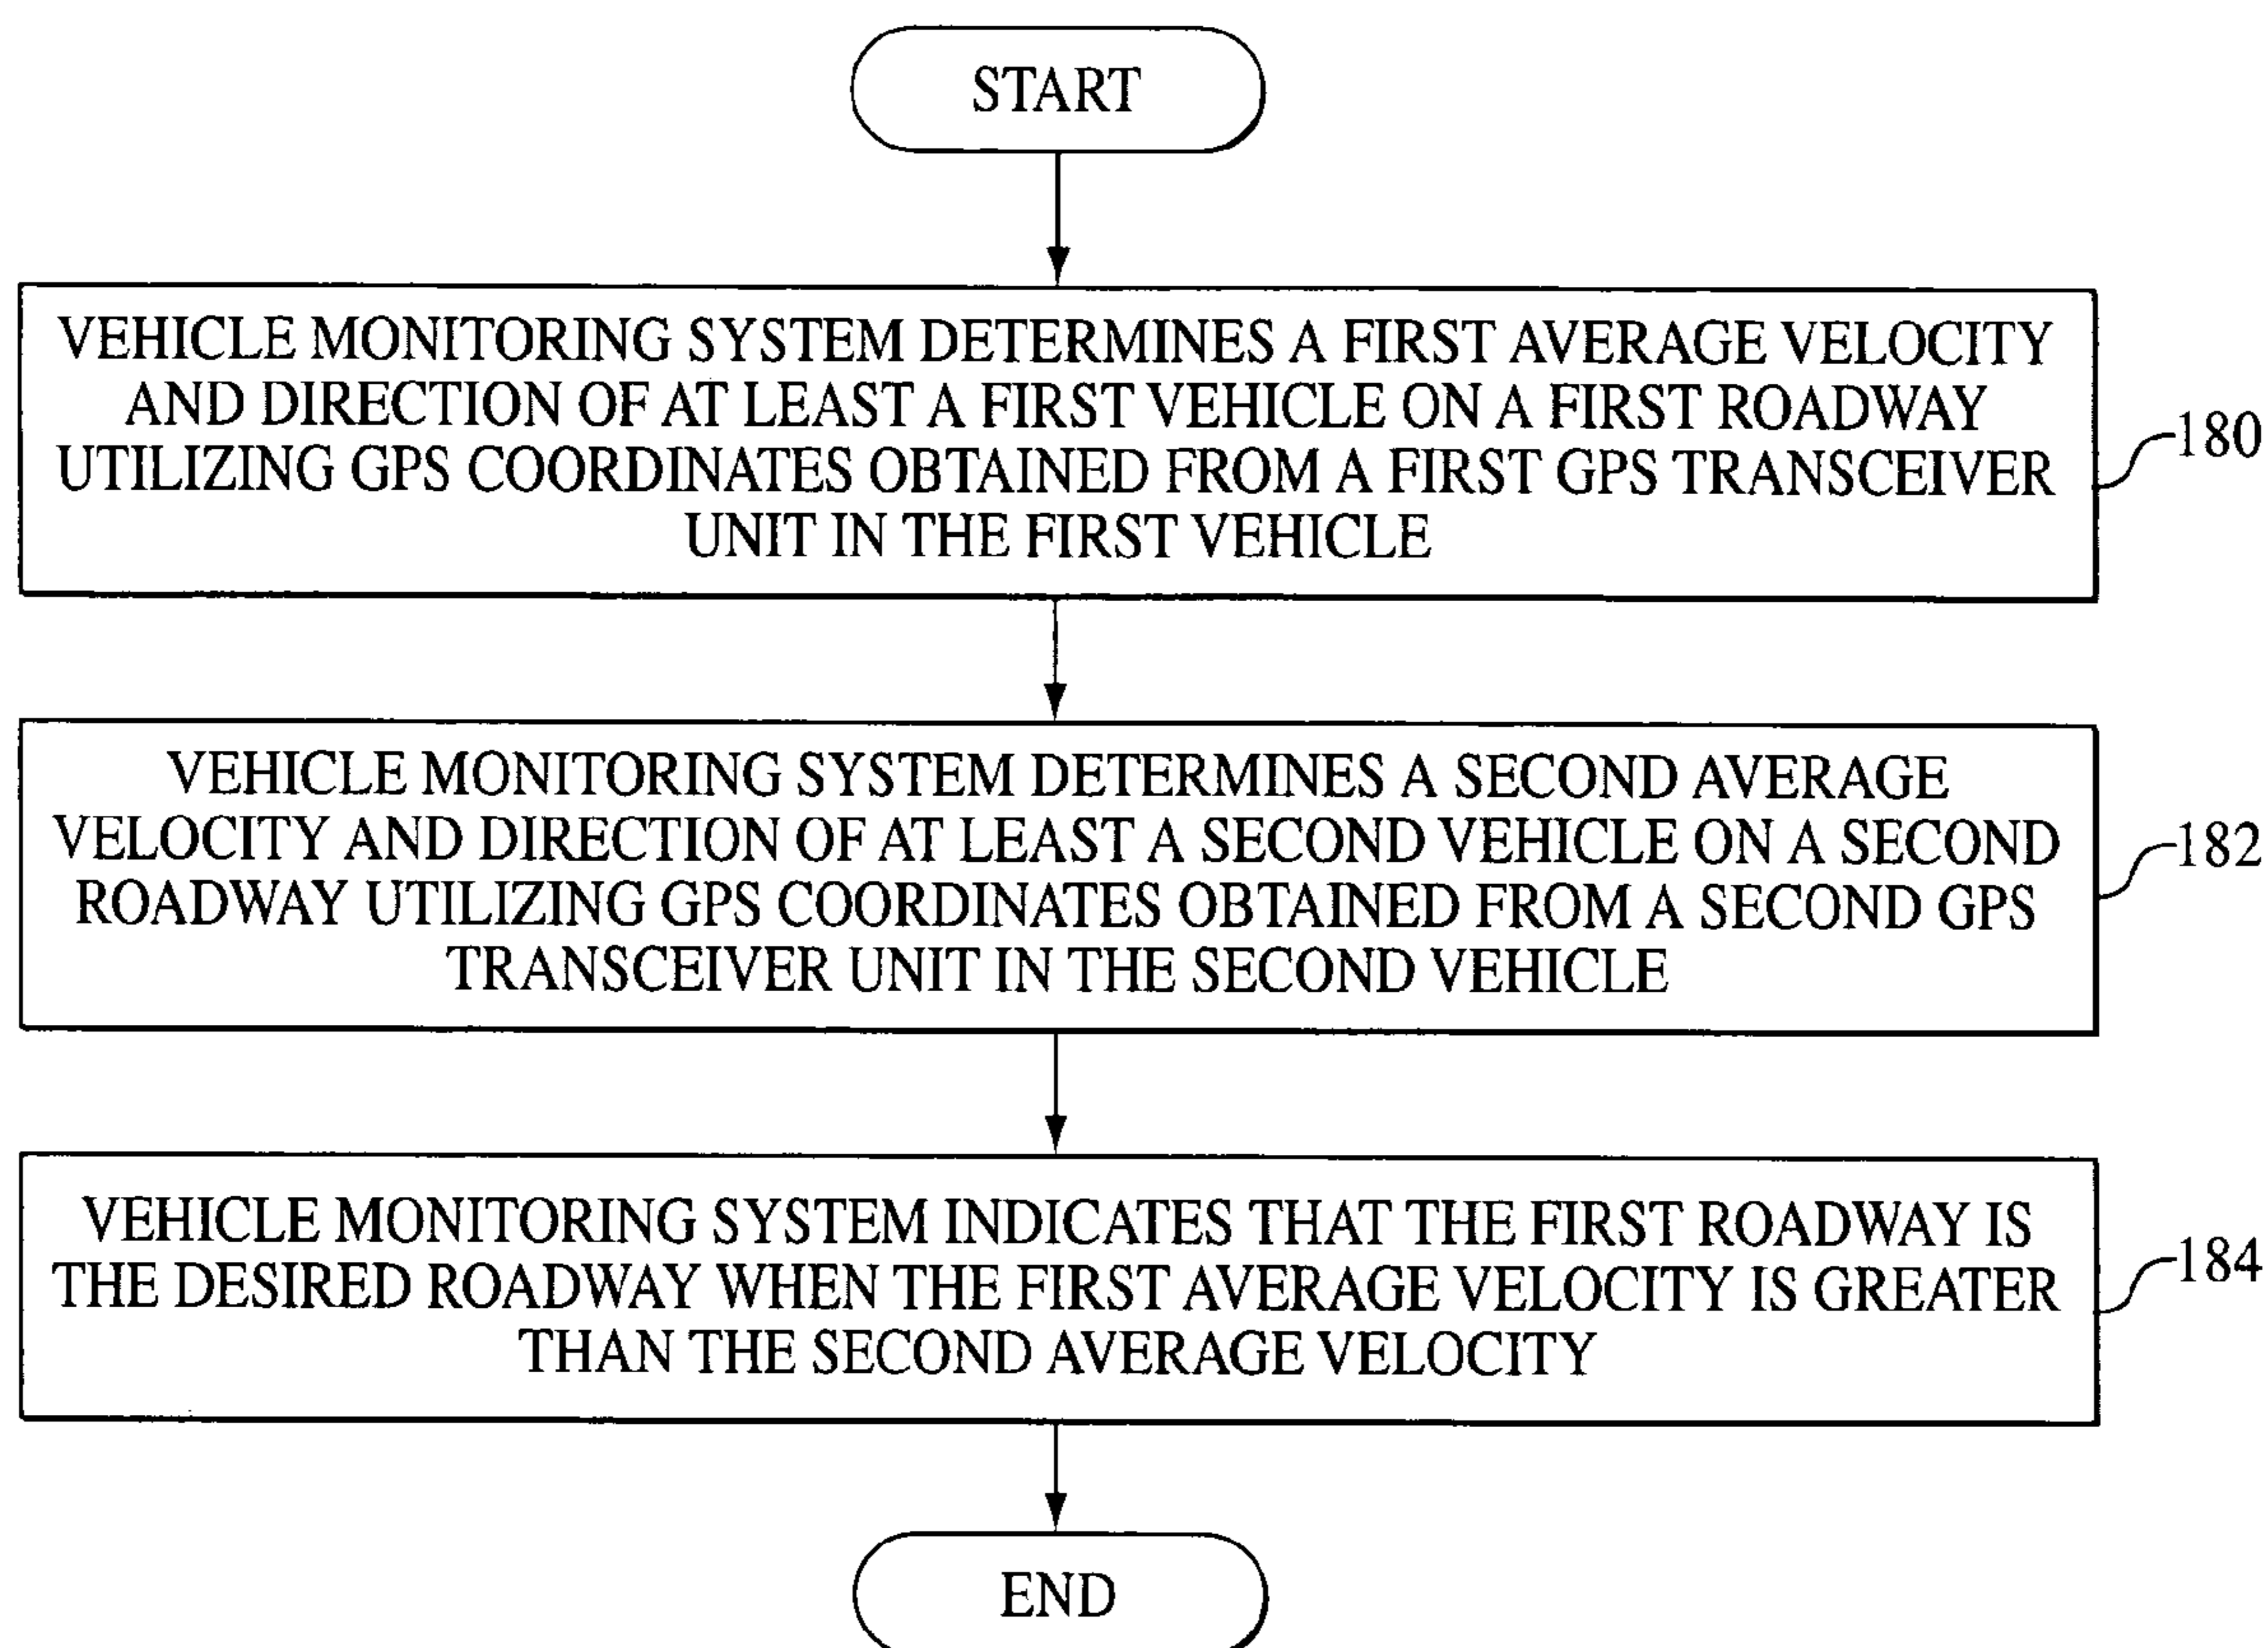 START
VEHICLE MONITORING SYSTEM DETERMINES A FIRST AVERAGE VELOCITY
AND DIRECTION OF AT LEAST A FIRST VEHICLE ON A FIRST ROADWAY
UTILIZING GPS COORDINATES OBTAINED FROM A FIRST GPS TRANSCEIVER
UNIT IN THE FIRST VEHICLE
180
VEHICLE MONITORING SYSTEM DETERMINES A SECOND AVERAGE
VELOCITY AND DIRECTION OF AT LEAST A SECOND VEHICLE ON A SECOND
ROADWAY UTILIZING GPS COORDINATES OBTAINED FROM A SECOND GPS
TRANSCEIVER UNIT IN THE SECOND VEHICLE
182
VEHICLE MONITORING SYSTEM INDICATES THAT THE FIRST ROADWAY IS
THE DESIRED ROADWAY WHEN THE FIRST AVERAGE VELOCITY IS GREATER
THAN THE SECOND AVERAGE VELOCITY
184
END